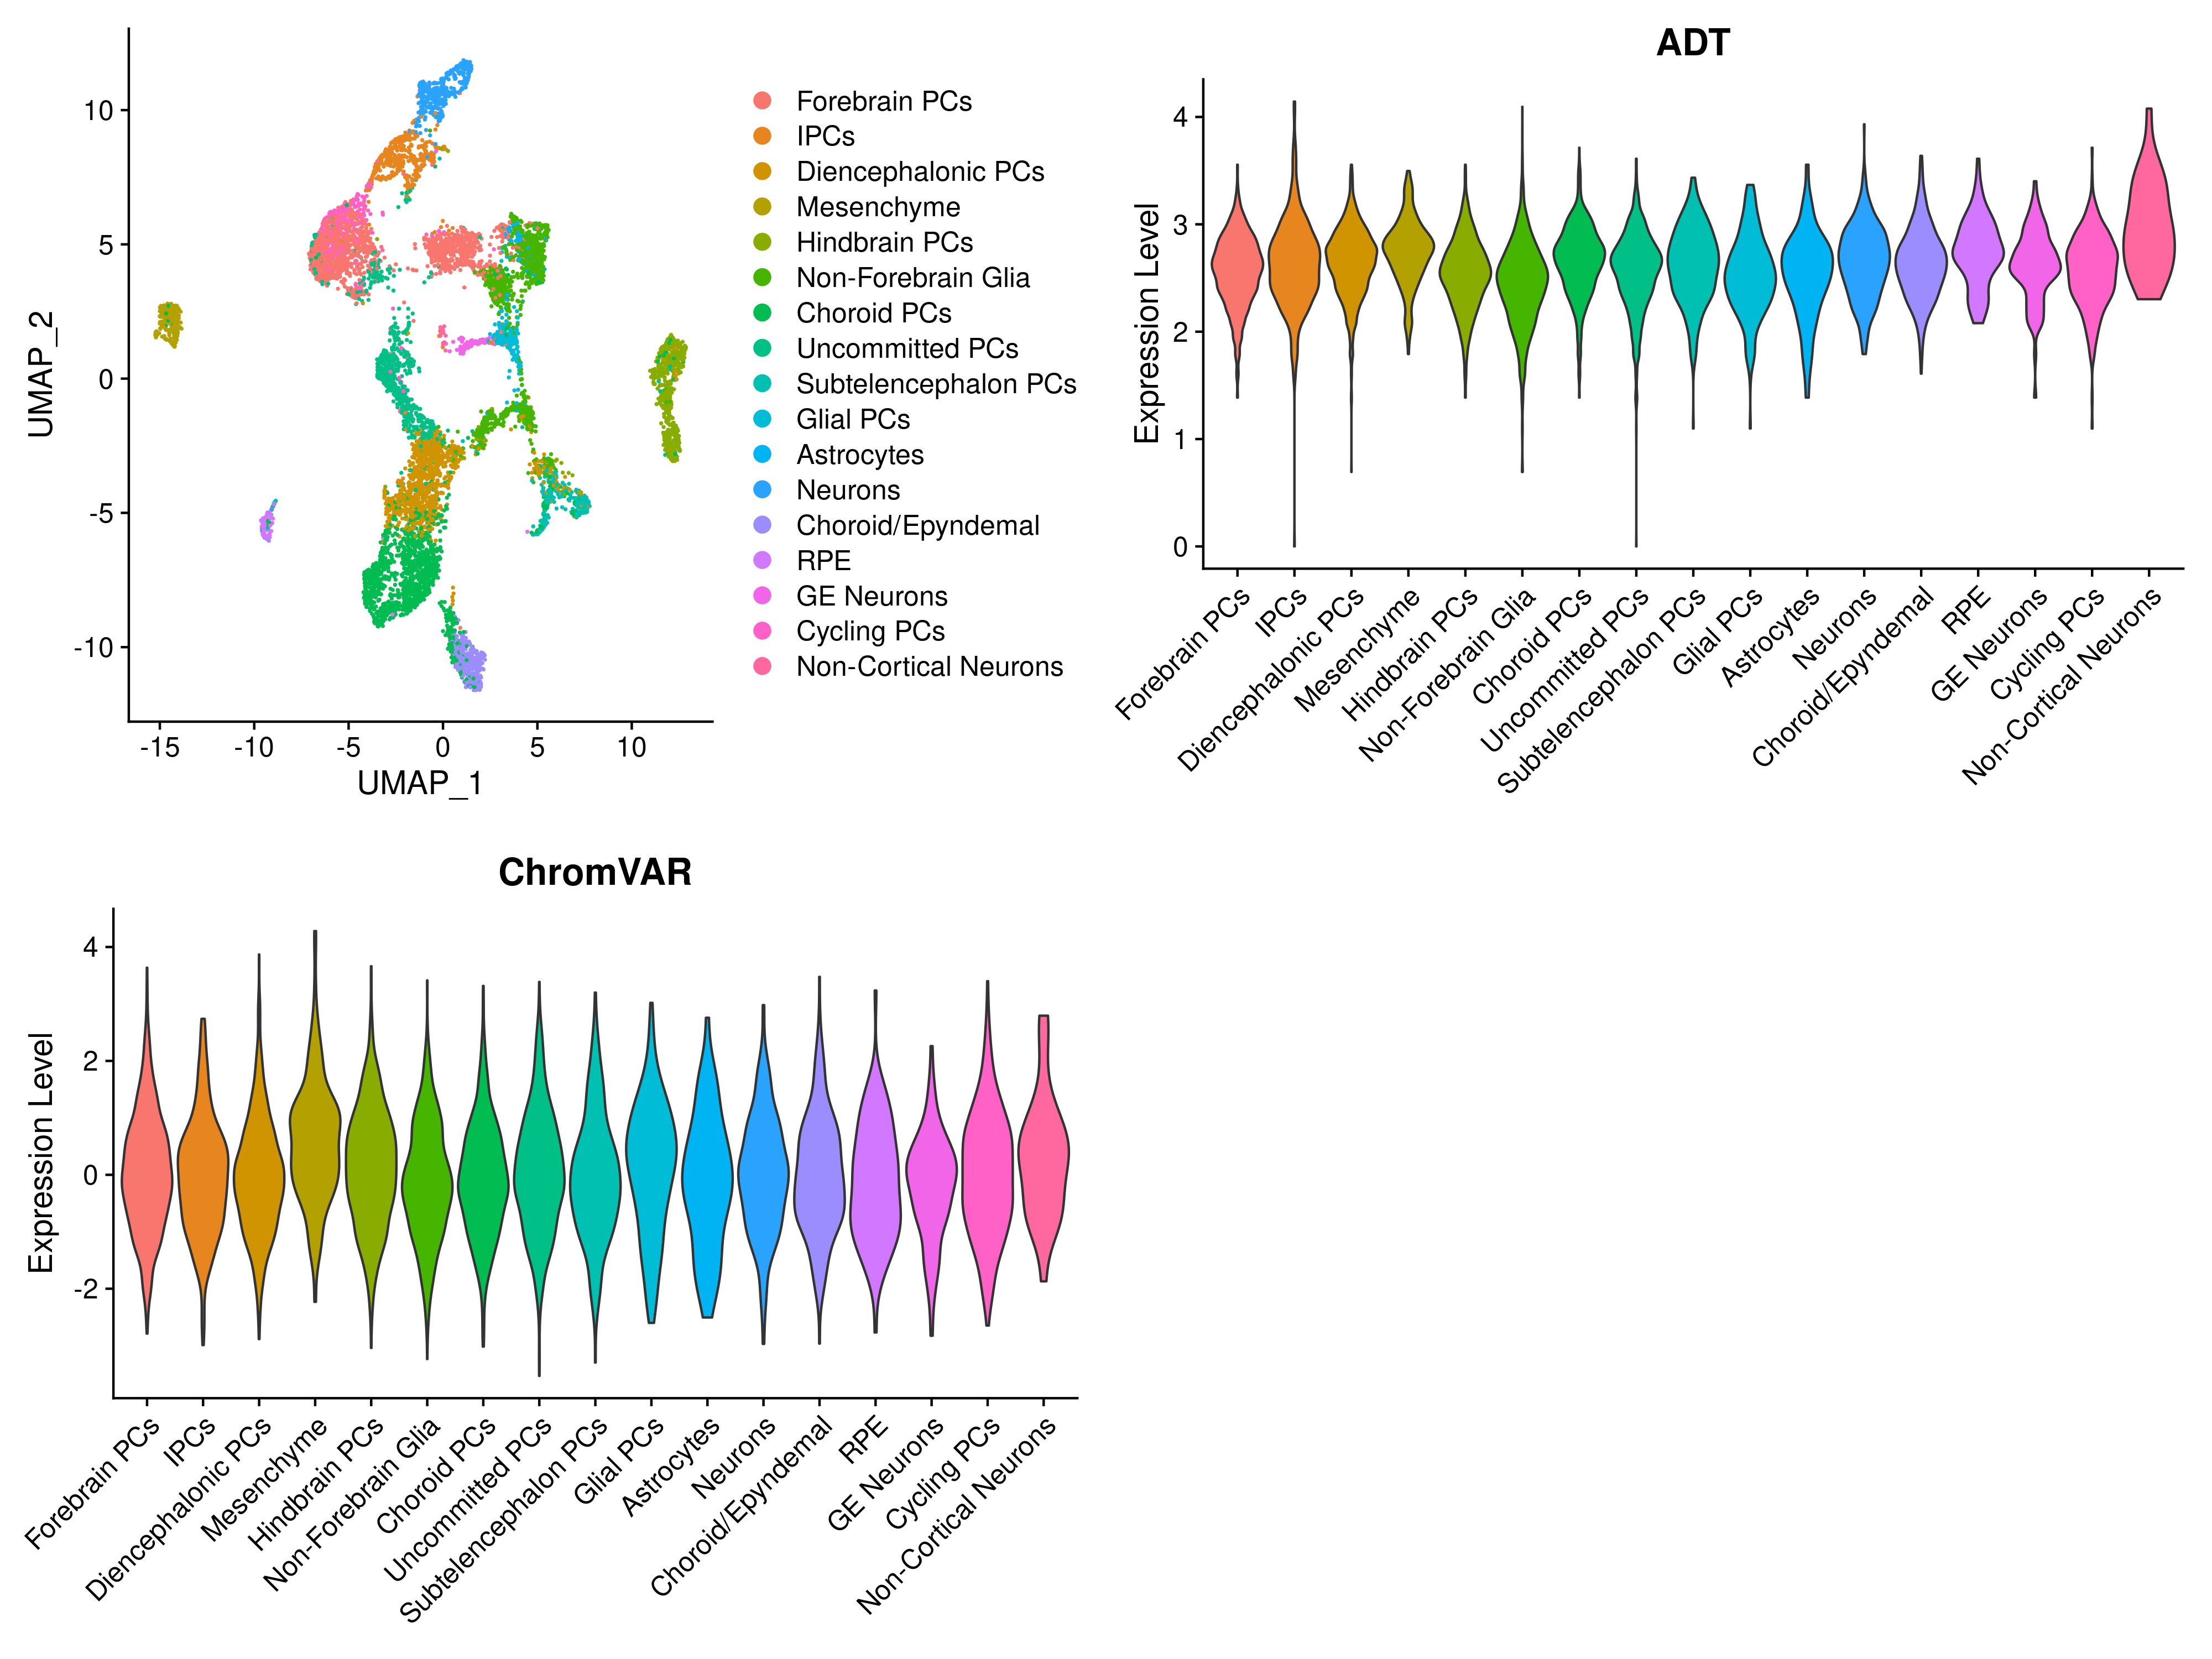 10
5
0
-5
-10
UMAP_2
-15 -10 -5 0 5 10
UMAP_1
Forebrain PCs
IPCs
Diencephalonic PCs
Mesenchyme
Hindbrain PCs
Non-Forebrain Glia
Choroid PCs
Uncommitted PCs
Subtelencephalon PCs
Glial PCs
Astrocytes
Neurons
Choroid/Epyndemal
RPE
GE Neurons
Cycling PCs
Non-Cortical Neurons
ADT
4
3
2
1
0
Expression Level
Forebrain PCs
IPCs
Diencephalonic PCs
Mesenchyme
Hindbrain PCs
Non-Forebrain Glia
Choroid PCs
Uncommitted PCs
Subtelencephalon PCs
Glial PCs
Astrocytes
Neurons
Choroid/Epyndemal
RPE
GE Neurons
Cycling PCs
Non-Cortical Neurons
ChromVAR
4
2
0
-2
Expression Level
Forebrain PCs
IPCs
Diencephalonic PCs
Mesenchyme
Hindbrain PCs
Non-Forebrain Glia
Choroid PCs
Uncommitted PCs
Subtelencephalon PCs
Glial PCs
Astrocytes
Neurons
Choroid/Epyndemal
RPE
GE Neurons
Cycling PCs
Non-Cortical Neurons